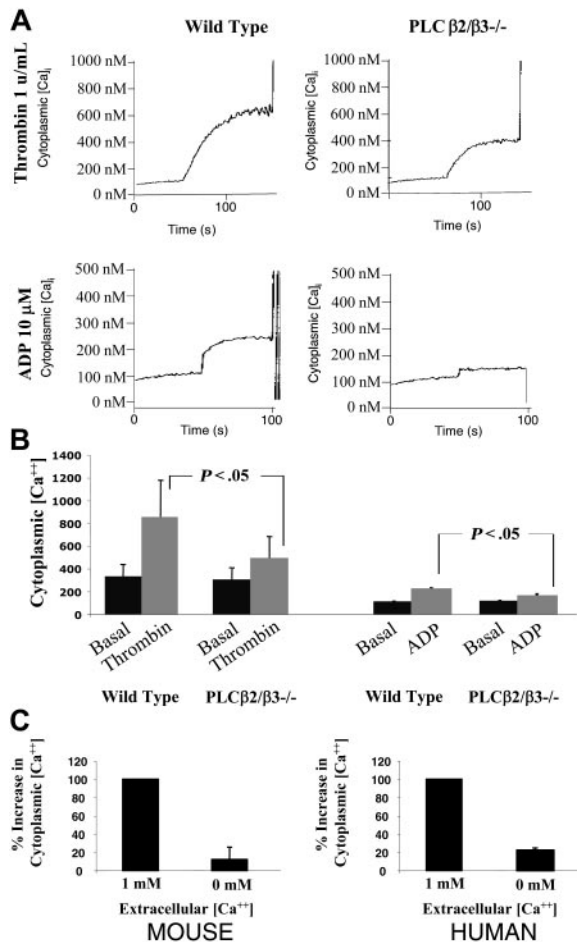 A
Wild Type
PLC β2/β3-/-
Thrombin 1 u/mL
Cytoplasmic [Ca]i
1000 nM
800 nM
600 nM
400 nM
200 nM
0 nM
100
Time (s)
Cytoplasmic [Ca]i
1000 nM
800 nM
600 nM
400 nM
200 nM
0 nM
100
Time (s)
ADP 10 µM
Cytoplasmic [Ca]i
500 nM
400 nM
300 nM
200 nM
100 nM
0 nM
100
Time (s)
Cytoplasmic [Ca]i
500 nM
400 nM
300 nM
200 nM
100 nM
0 nM
100
Time (s)
B
Cytoplasmic [Ca++]
1400
1200
1000
800
600
400
200
0
P < .05
P < .05
Basal
Thrombin
Basal
Thrombin
Basal
ADP
Basal
ADP
Wild Type
PLCβ2/β3-/-
Wild Type
PLCβ2/β3-/-
C
% Increase in
Cytoplasmic [Ca++]
120
100
80
60
40
20
0
1 mM
0 mM
Extracellular [Ca++]
MOUSE
% Increase in
Cytoplasmic [Ca++]
120
100
80
60
40
20
0
1 mM
0 mM
Extracellular [Ca++]
HUMAN